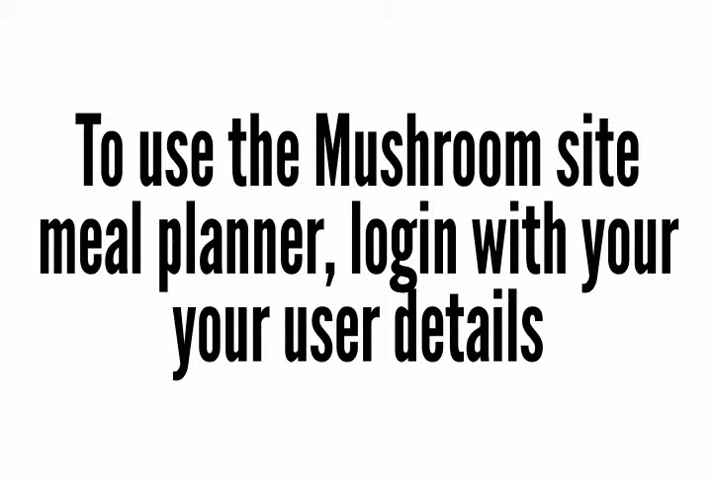 To use the Mushroom site
meal planner, login with your
your user details